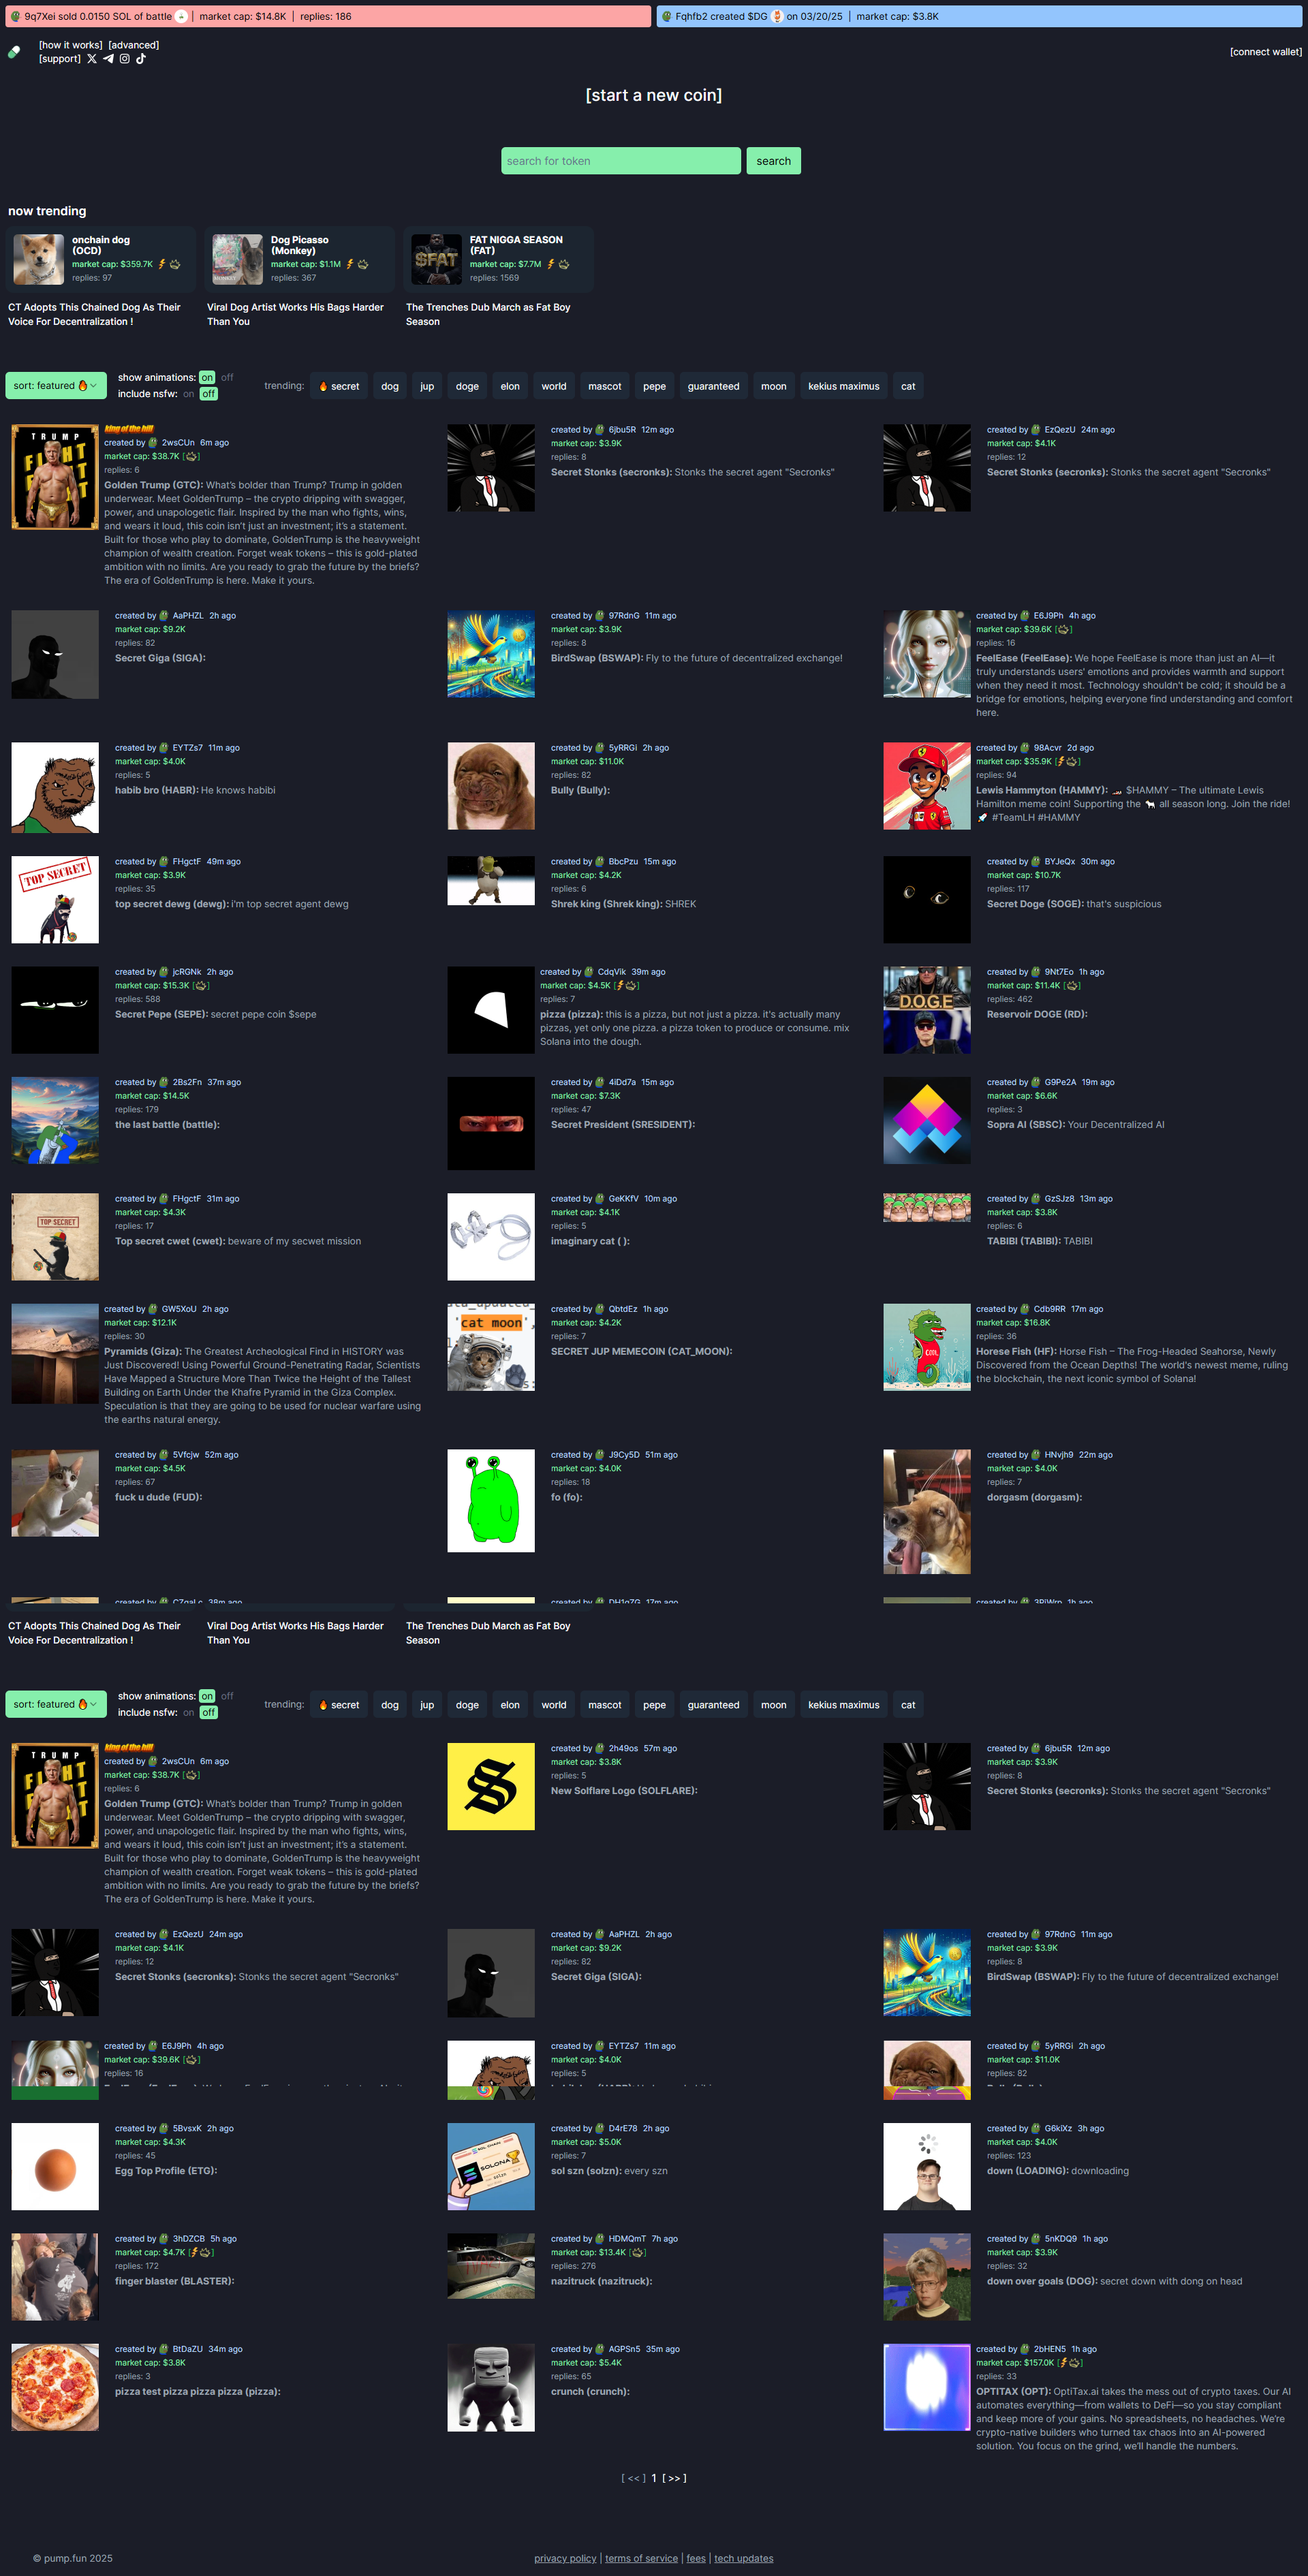 9q7Xei sold 0.0150 SOL of battle | market cap: $14.8K | replies: 186
Fqhfb2 created $DG on 03/20/25 | market cap: $3.8K
[how it works] [advanced]
[support]
[connect wallet]
[start a new coin]
search for token
search
now trending
onchain dog
(OCD)
market cap: $359.7K
replies: 97
CT Adopts This Chained Dog As Their
Voice For Decentralization !
Dog Picasso
(Monkey)
market cap: $1.1M
replies: 367
Viral Dog Artist Works His Bags Harder
Than You
$FAT
FAT NIGGA SEASON
(FAT)
market cap: $7.7M
replies: 1569
The Trenches Dub March as Fat Boy
Season
sort: featured
show animations: on off
include nsfw: on off
trending: secret dog jup doge elon world mascot pepe guaranteed moon kekius maximus cat
TRUMP
king of the hill
created by 2wsCUn 6m ago
market cap: $38.7K []
replies: 6
Golden Trump (GTC): What's bolder than Trump? Trump in golden
underwear. Meet GoldenTrump – the crypto dripping with swagger,
power, and unapologetic flair. Inspired by the man who fights, wins,
and wears it loud, this coin isn't just an investment; it's a statement.
Built for those who play to dominate, GoldenTrump is the heavyweight
champion of wealth creation. Forget weak tokens – this is gold-plated
ambition with no limits. Are you ready to grab the future by the briefs?
The era of GoldenTrump is here. Make it yours.
created by 6jbu5R 12m ago
market cap: $3.9K
replies: 8
Secret Stonks (secronks): Stonks the secret agent "Secronks"
created by EzQezU 24m ago
market cap: $4.1K
replies: 12
Secret Stonks (secronks): Stonks the secret agent "Secronks"
created by AaPHZL 2h ago
market cap: $9.2K
replies: 82
Secret Giga (SIGA):
created by 97RdnG 11m ago
market cap: $3.9K
replies: 8
BirdSwap (BSWAP): Fly to the future of decentralized exchange!
created by E6J9Ph 4h ago
market cap: $39.6K []
replies: 16
FeelEase (FeelEase): We hope FeelEase is more than just an AI—it
truly understands users' emotions and provides warmth and support
when they need it most. Technology shouldn't be cold; it should be a
bridge for emotions, helping everyone find understanding and comfort
here.
created by EYTZs7 11m ago
market cap: $4.0K
replies: 5
habib bro (HABR): He knows habibi
created by 5yRRGi 2h ago
market cap: $11.0K
replies: 82
Bully (Bully):
created by 98Acvr 2d ago
market cap: $35.9K []
replies: 94
Lewis Hammyton (HAMMY): $HAMMY – The ultimate Lewis
Hamilton meme coin! Supporting the all season long. Join the ride!
#TeamLH #HAMMY
TOP SECRET
created by FHgctF 49m ago
market cap: $3.9K
replies: 35
top secret dewg (dewg): i'm top secret agent dewg
created by BbcPzu 15m ago
market cap: $4.2K
replies: 6
Shrek king (Shrek king): SHREK
created by BYJeQx 30m ago
market cap: $10.7K
replies: 117
Secret Doge (SOGE): that's suspicious
created by jcRGNk 2h ago
market cap: $15.3K []
replies: 588
Secret Pepe (SEPE): secret pepe coin $sepe
created by CdqVik 39m ago
market cap: $4.5K []
replies: 7
pizza (pizza): this is a pizza, but not just a pizza. it's actually many
pizzas, yet only one pizza. a pizza token to produce or consume. mix
Solana into the dough.
D.O.G.E
created by 9Nt7Eo 1h ago
market cap: $11.4K []
replies: 462
Reservoir DOGE (RD):
created by 2Bs2Fn 37m ago
market cap: $14.5K
replies: 179
the last battle (battle):
created by 4iDd7a 15m ago
market cap: $7.3K
replies: 47
Secret President (SRESIDENT):
created by G9Pe2A 19m ago
market cap: $6.6K
replies: 3
Sopra AI (SBSC): Your Decentralized AI
TOP SECRET
created by FHgctF 31m ago
market cap: $4.3K
replies: 17
Top secret cwet (cwet): beware of my secwet mission
created by GeKKfV 10m ago
market cap: $4.1K
replies: 5
imaginary cat ( ):
created by GzSJz8 13m ago
market cap: $3.8K
replies: 6
TABIBI (TABIBI): TABIBI
created by GW5XoU 2h ago
market cap: $12.1K
replies: 30
Pyramids (Giza): The Greatest Archeological Find in HISTORY was
Just Discovered! Using Powerful Ground-Penetrating Radar, Scientists
Have Mapped a Structure More Than Twice the Height of the Tallest
Building on Earth Under the Khafre Pyramid in the Giza Complex.
Speculation is that they are going to be used for nuclear warfare using
the earths natural energy.
cat moon
created by QbtdEz 1h ago
market cap: $4.2K
replies: 7
SECRET JUP MEMECOIN (CAT_MOON):
COOL
created by Cdb9RR 17m ago
market cap: $16.8K
replies: 36
Horese Fish (HF): Horse Fish – The Frog-Headed Seahorse, Newly
Discovered from the Ocean Depths! The world's newest meme, ruling
the blockchain, the next iconic symbol of Solana!
created by 5Vfcjw 52m ago
market cap: $4.5K
replies: 67
fuck u dude (FUD):
created by J9Cy5D 51m ago
market cap: $4.0K
replies: 18
fo (fo):
created by HNvjh9 22m ago
market cap: $4.0K
replies: 7
dorgasm (dorgasm):
CT Adopts This Chained Dog As Their
Voice For Decentralization !
Viral Dog Artist Works His Bags Harder
Than You
The Trenches Dub March as Fat Boy
Season
sort: featured
show animations: on off
include nsfw: on off
trending: secret dog jup doge elon world mascot pepe guaranteed moon kekius maximus cat
TRUMP
king of the hill
created by 2wsCUn 6m ago
market cap: $38.7K []
replies: 6
Golden Trump (GTC): What's bolder than Trump? Trump in golden
underwear. Meet GoldenTrump – the crypto dripping with swagger,
power, and unapologetic flair. Inspired by the man who fights, wins,
and wears it loud, this coin isn't just an investment; it's a statement.
Built for those who play to dominate, GoldenTrump is the heavyweight
champion of wealth creation. Forget weak tokens – this is gold-plated
ambition with no limits. Are you ready to grab the future by the briefs?
The era of GoldenTrump is here. Make it yours.
created by 2h49os 57m ago
market cap: $3.8K
replies: 5
New Solflare Logo (SOLFLARE):
created by 6jbu5R 12m ago
market cap: $3.9K
replies: 8
Secret Stonks (secronks): Stonks the secret agent "Secronks"
created by EzQezU 24m ago
market cap: $4.1K
replies: 12
Secret Stonks (secronks): Stonks the secret agent "Secronks"
created by AaPHZL 2h ago
market cap: $9.2K
replies: 82
Secret Giga (SIGA):
created by 97RdnG 11m ago
market cap: $3.9K
replies: 8
BirdSwap (BSWAP): Fly to the future of decentralized exchange!
created by E6J9Ph 4h ago
market cap: $39.6K []
replies: 16
created by EYTZs7 11m ago
market cap: $4.0K
replies: 5
created by 5yRRGi 2h ago
market cap: $11.0K
replies: 82
created by 5BvsxK 2h ago
market cap: $4.3K
replies: 45
Egg Top Profile (ETG):
SOLONA
created by D4rE78 2h ago
market cap: $5.0K
replies: 7
sol szn (solzn): every szn
created by G6kiXz 3h ago
market cap: $4.0K
replies: 123
down (LOADING): downloading
created by 3hDZCB 5h ago
market cap: $4.7K []
replies: 172
finger blaster (BLASTER):
created by HDMQmT 7h ago
market cap: $13.4K []
replies: 276
nazitruck (nazitruck):
created by 5nKDQ9 1h ago
market cap: $3.9K
replies: 32
down over goals (DOG): secret down with dong on head
created by BtDaZU 34m ago
market cap: $3.8K
replies: 3
pizza test pizza pizza pizza (pizza):
created by AGPSn5 35m ago
market cap: $5.4K
replies: 65
crunch (crunch):
created by 2bHEN5 1h ago
market cap: $157.0K []
replies: 33
OPTITAX (OPT): OptiTax.ai takes the mess out of crypto taxes. Our AI
automates everything—from wallets to DeFi—so you stay compliant
and keep more of your gains. No spreadsheets, no headaches. We're
crypto-native builders who turned tax chaos into an AI-powered
solution. You focus on the grind, we'll handle the numbers.
[ << ] 1 [ >> ]
© pump.fun 2025
privacy policy | terms of service | fees | tech updates